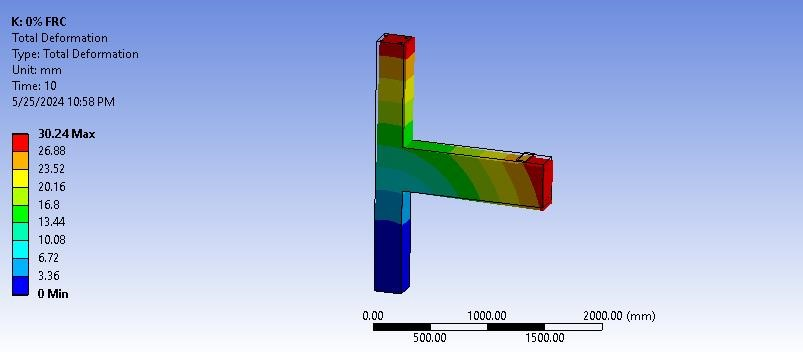 K: 0% FRC
Total Deformation
Type: Total Deformation
Unit: mm
Time: 10
5/25/2024 10:58 PM
30.24 Max
26.88
23.52
20.16
16.8
13.44
10.08
6.72
3.36
0 Min
0.00 1000.00 2000.00 (mm)
500.00 1500.00